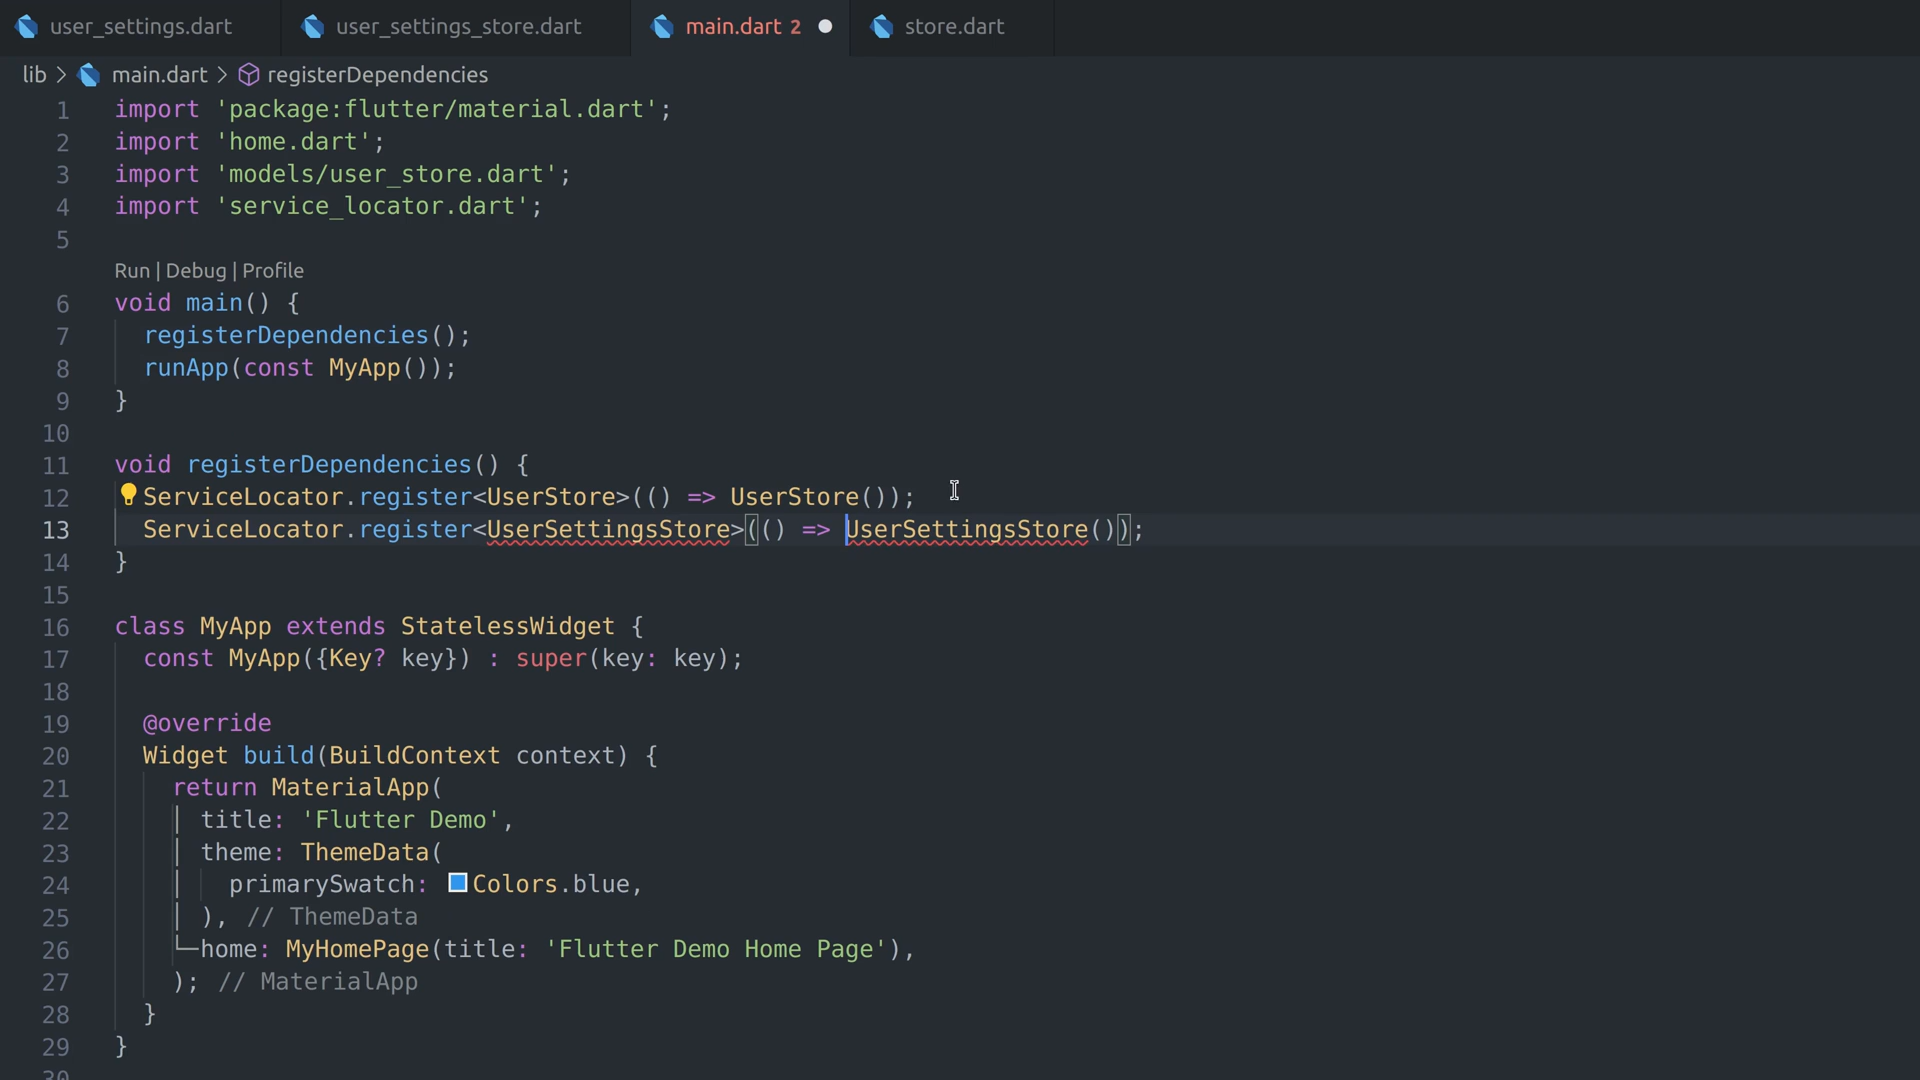 user_settings.dart user_settings_store.dart main.dart 2 store.dart
lib > main.dart > registerDependencies
1 import 'package:flutter/material.dart';
2 import 'home.dart';
3 import 'models/user_store.dart';
4 import 'service_locator.dart';
5
Run | Debug | Profile
6 void main() {
7 registerDependencies();
8 runApp(const MyApp());
9 }
10
11 void registerDependencies() {
12 ServiceLocator.register<UserStore>(() => UserStore());
13 ServiceLocator.register<UserSettingsStore>(() => UserSettingsStore());
14 }
15
16 class MyApp extends StatelessWidget {
17 const MyApp({Key? key}) : super(key: key);
18
19 @override
20 Widget build(BuildContext context) {
21 return MaterialApp(
22 title: 'Flutter Demo',
23 theme: ThemeData(
24 primarySwatch: Colors.blue,
25 ), // ThemeData
26 home: MyHomePage(title: 'Flutter Demo Home Page'),
27 ); // MaterialApp
28 }
29 }
30